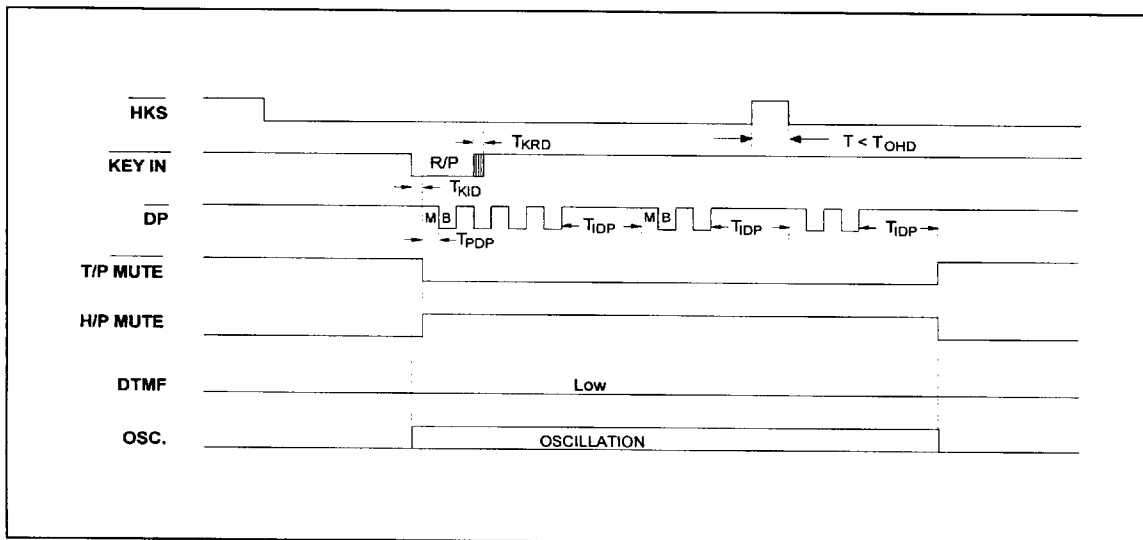 HKS
T < TOHD
TKRD
KEY IN
R/P
TKID
DP
M B
TIDP
M B
TIDP
TIDP
TPDP
T/P MUTE
H/P MUTE
DTMF
Low
OSC.
OSCILLATION